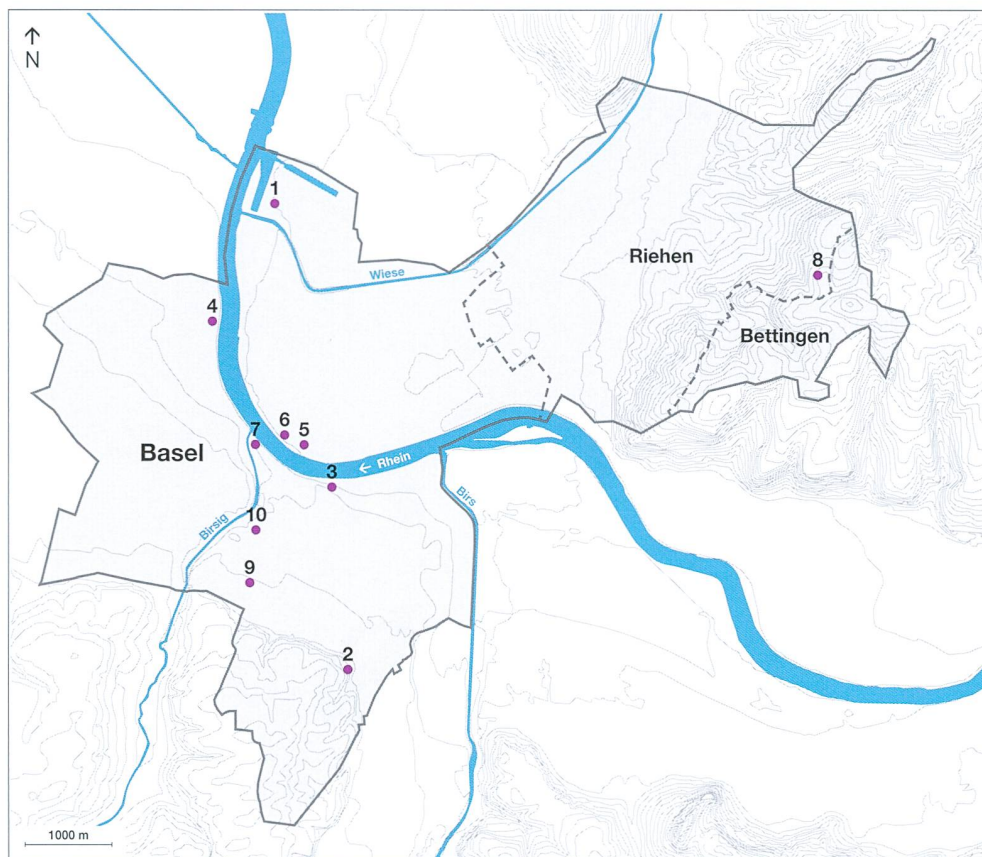 N
1
Wiese
Riehen
8
Bettingen
4
6
5
7
Basel
← Rhein
3
Birs
10
Birsig
9
2
1000 m